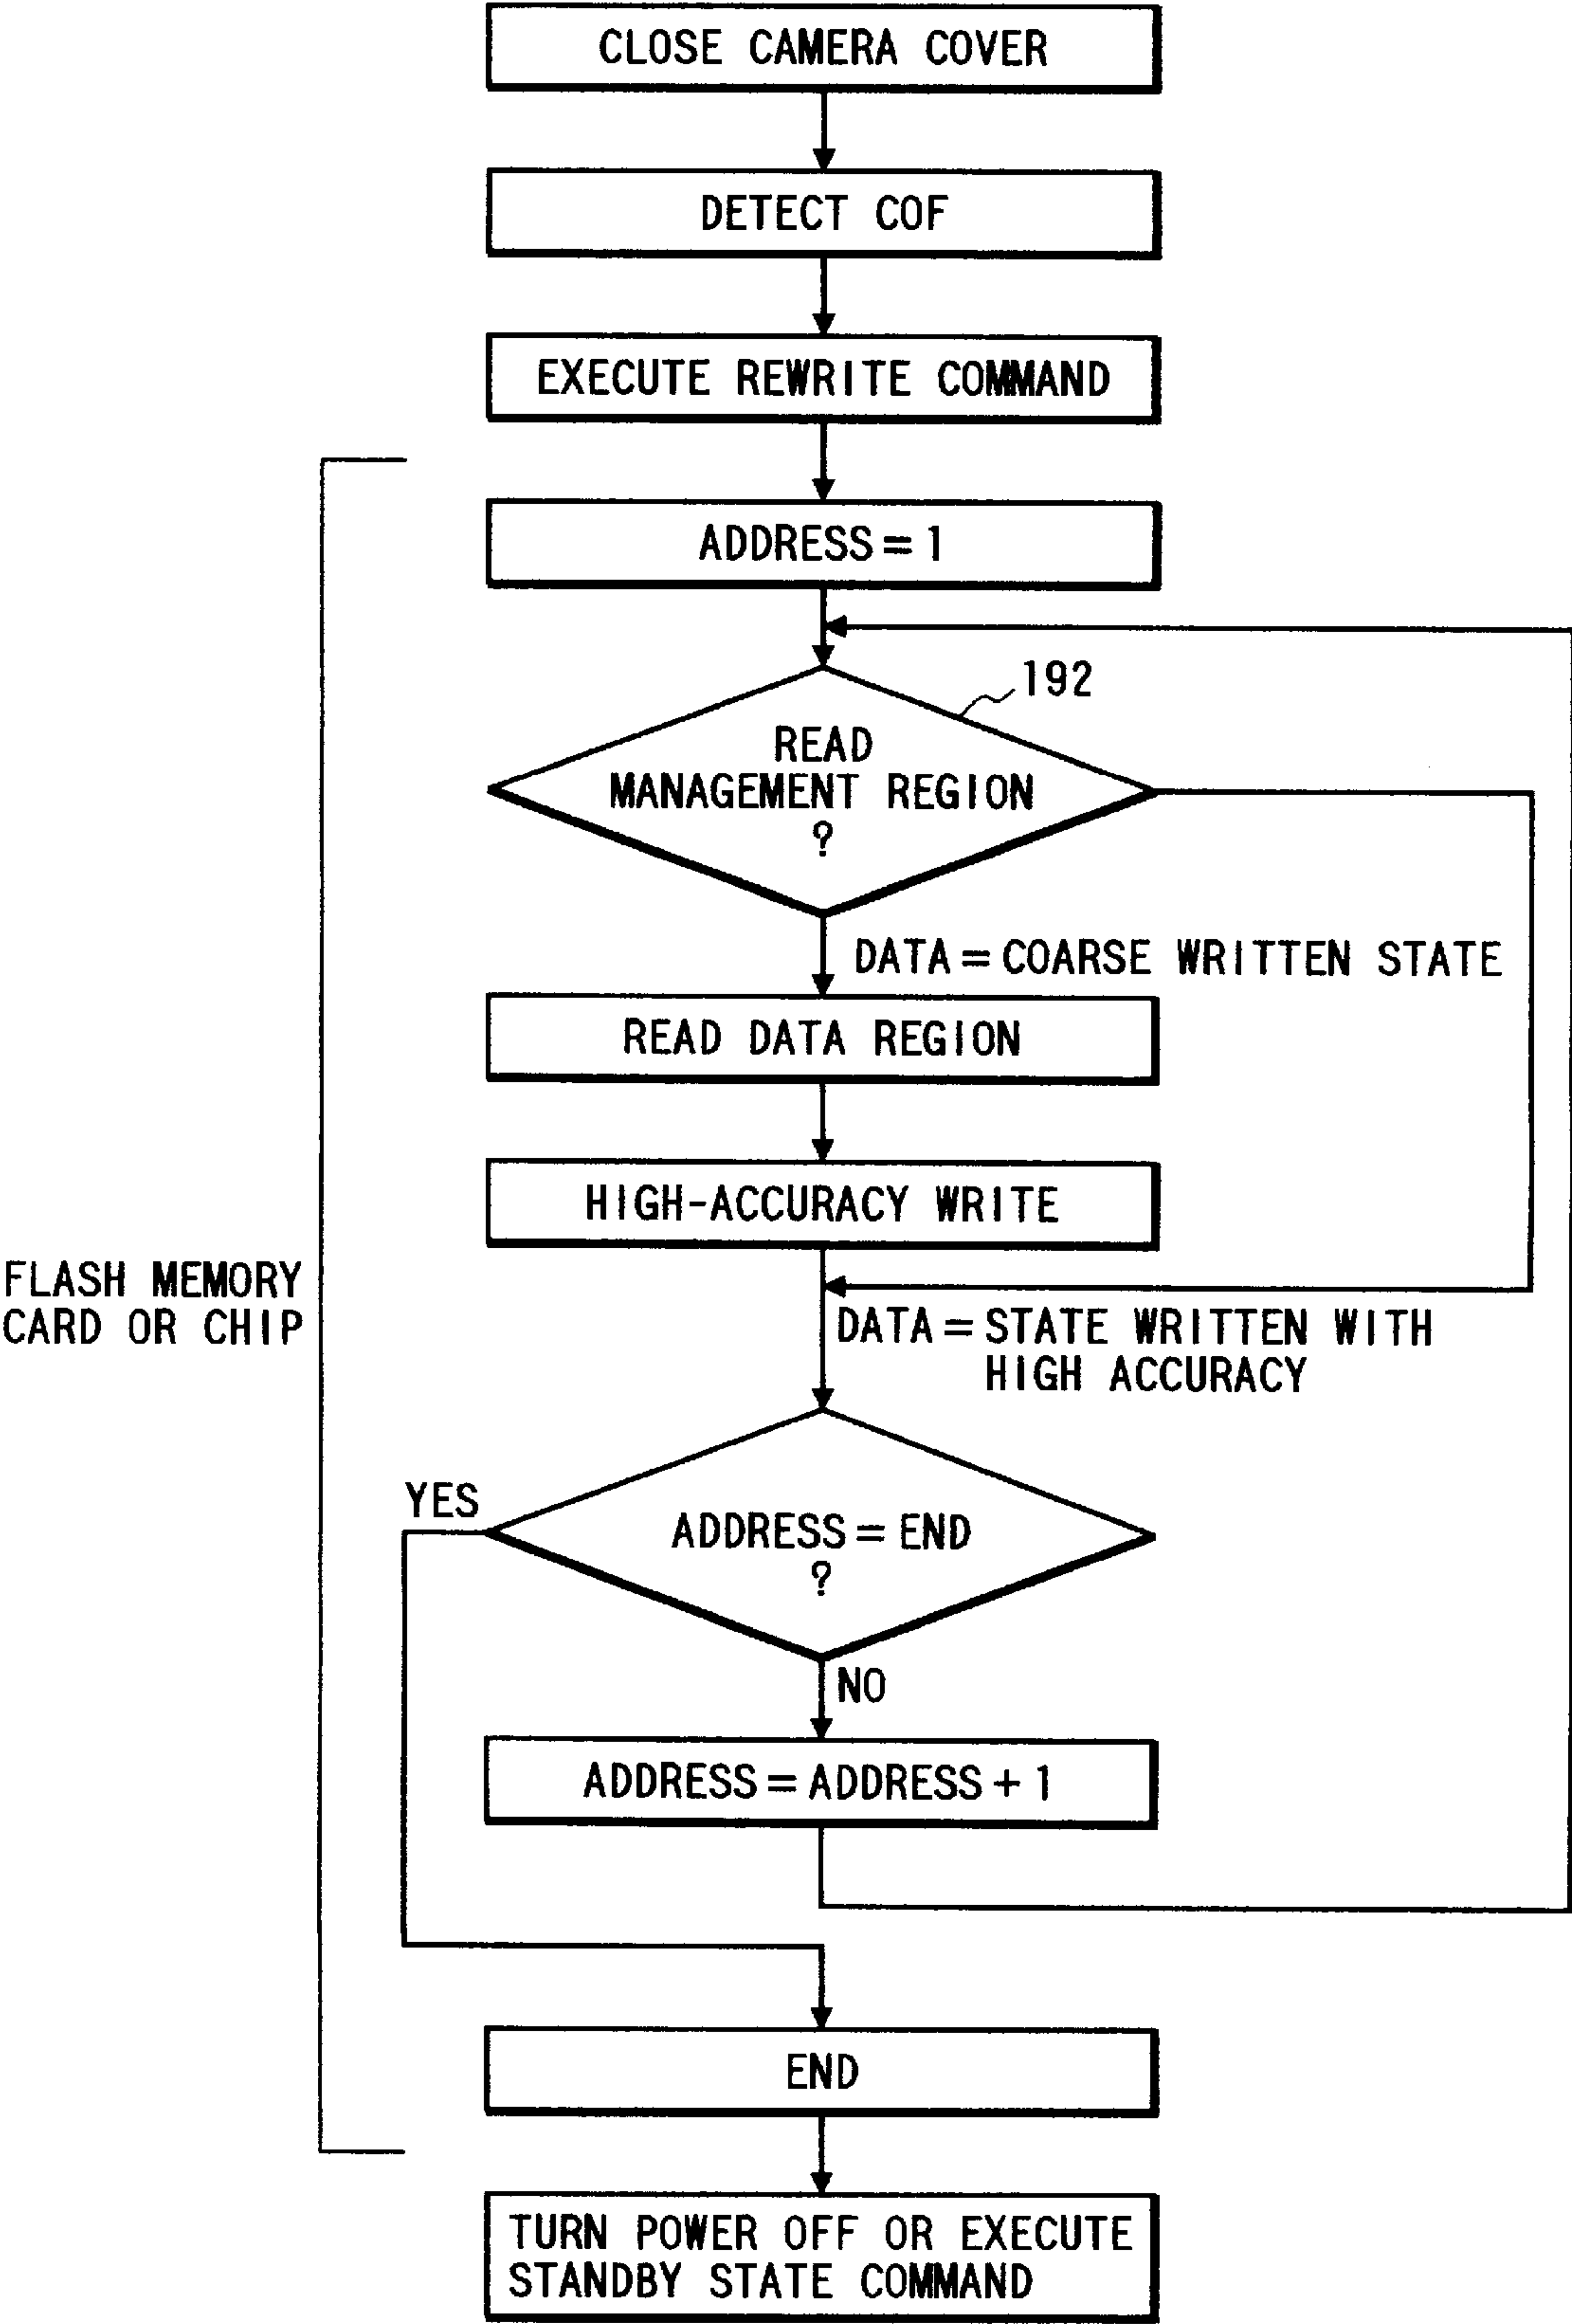 CLOSE CAMERA COVER
DETECT COF
EXECUTE REWRITE COMMAND
ADDRESS = 1
192
READ
MANAGEMENT REGION
?
DATA = COARSE WRITTEN STATE
READ DATA REGION
HIGH-ACCURACY WRITE
FLASH MEMORY
CARD OR CHIP
DATA = STATE WRITTEN WITH
HIGH ACCURACY
YES
ADDRESS = END
?
NO
ADDRESS = ADDRESS + 1
END
TURN POWER OFF OR EXECUTE
STANDBY STATE COMMAND